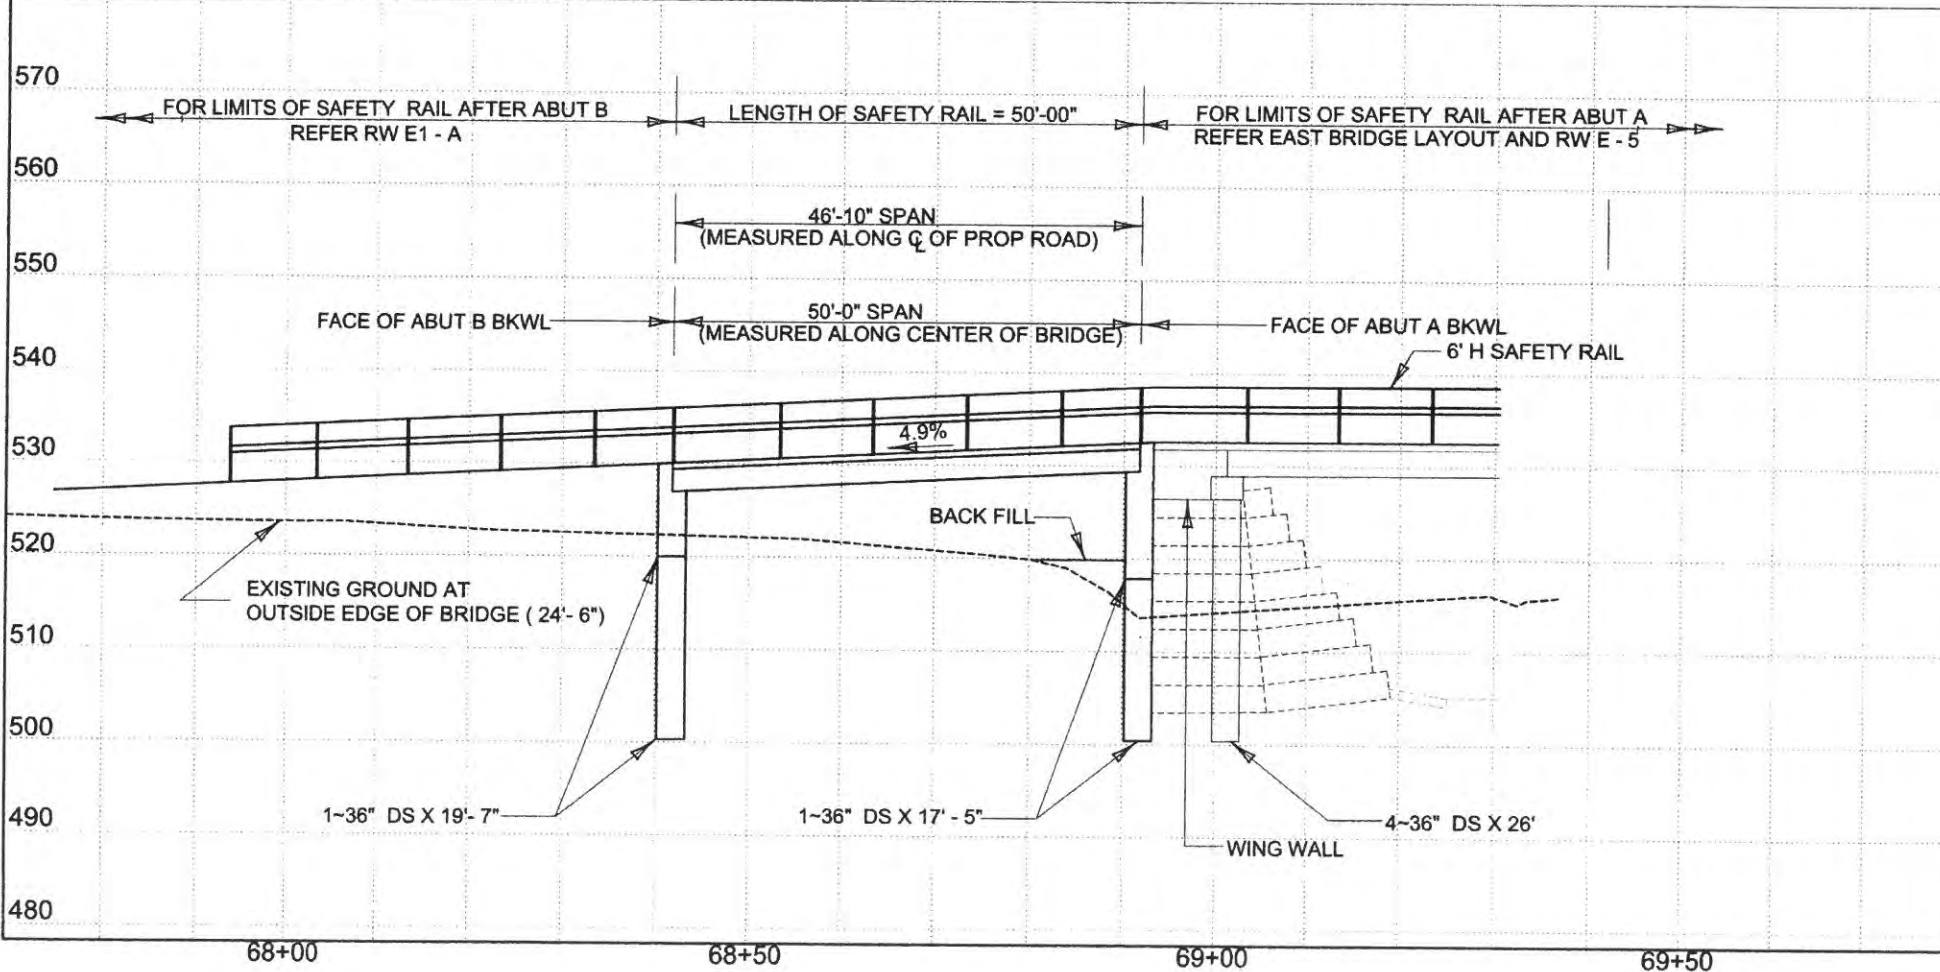 570
FOR LIMITS OF SAFETY RAIL AFTER ABUT B
REFER RW E1 - A
LENGTH OF SAFETY RAIL = 50'-00"
FOR LIMITS OF SAFETY RAIL AFTER ABUT A
REFER EAST BRIDGE LAYOUT AND RW E - 5
560
46'-10" SPAN
(MEASURED ALONG ℄ OF PROP ROAD)
550
FACE OF ABUT B BKWL
50'-0" SPAN
(MEASURED ALONG CENTER OF BRIDGE)
FACE OF ABUT A BKWL
6' H SAFETY RAIL
540
4.9%
530
BACK FILL
520
EXISTING GROUND AT
OUTSIDE EDGE OF BRIDGE ( 24'- 6")
510
500
1~36" DS X 19'- 7"
1~36" DS X 17' - 5"
4~36" DS X 26'
490
WING WALL
480
68+00
68+50
69+00
69+50